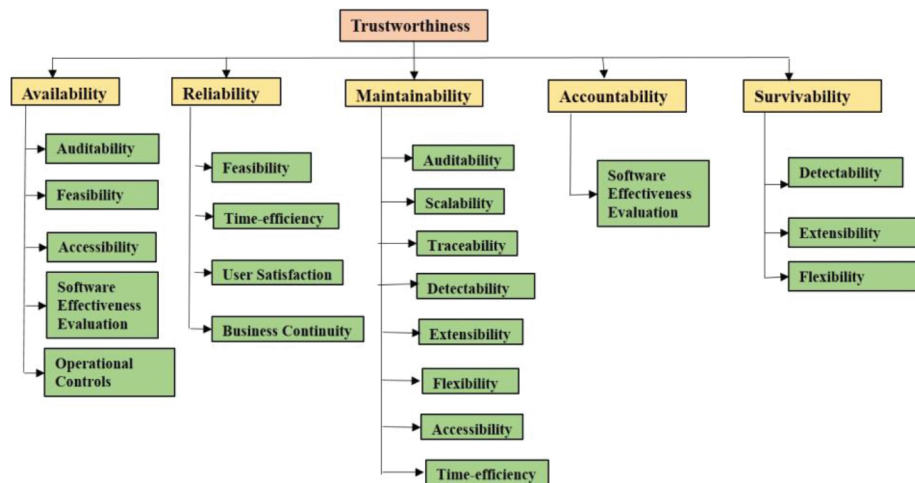 Trustworthiness
Availability
Reliability
Maintainability
Accountability
Survivability
Auditability
Feasibility
Accessibility
Software
Effectiveness
Evaluation
Operational
Controls
Feasibility
Time-efficiency
User Satisfaction
Business Continuity
Auditability
Scalability
Traceability
Detectability
Extensibility
Flexibility
Accessibility
Time-efficiency
Software
Effectiveness
Evaluation
Detectability
Extensibility
Flexibility